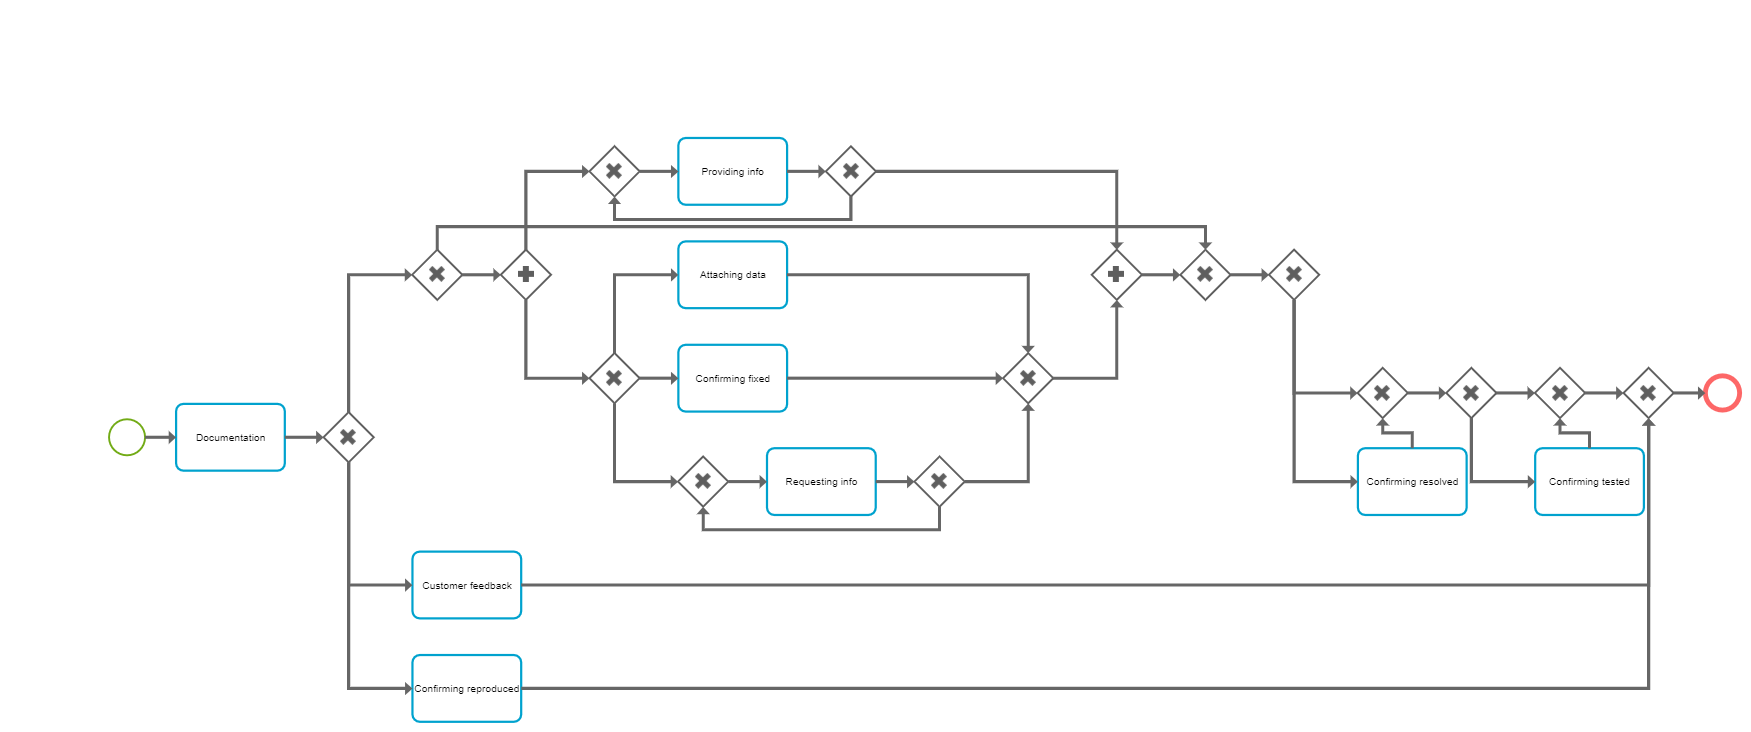 Providing info
Attaching data
Confirming fixed
Documentation
Requesting info
Confirming resolved
Confirming tested
Customer feedback
Confirming reproduced